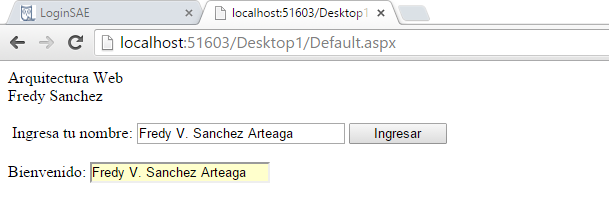 LoginSAE
localhost:51603/Desktop1
localhost:51603/Desktop1/Default.aspx
Arquitectura Web
Fredy Sanchez
Ingresa tu nombre: Fredy V. Sanchez Arteaga Ingresar
Bienvenido: Fredy V. Sanchez Arteaga